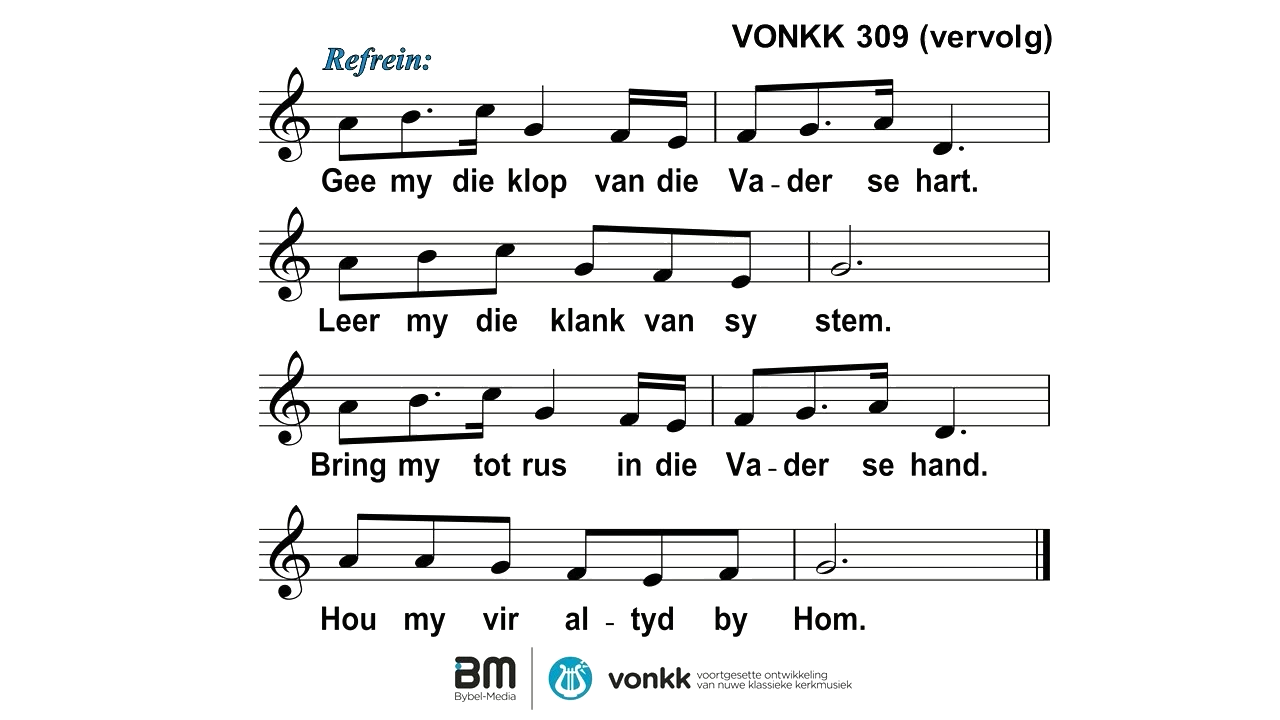 VONKK 309 (vervolg)
Refrein:
Gee my die klop van die Va - der se hart.
Leer my die klank van sy stem.
Bring my tot rus in die Va - der se hand.
Hou my vir al - tyd by Hom.
BM
Bybel-Media
vonkk
voortgesette ontwikkeling
van nuwe klassieke kerkmusiek